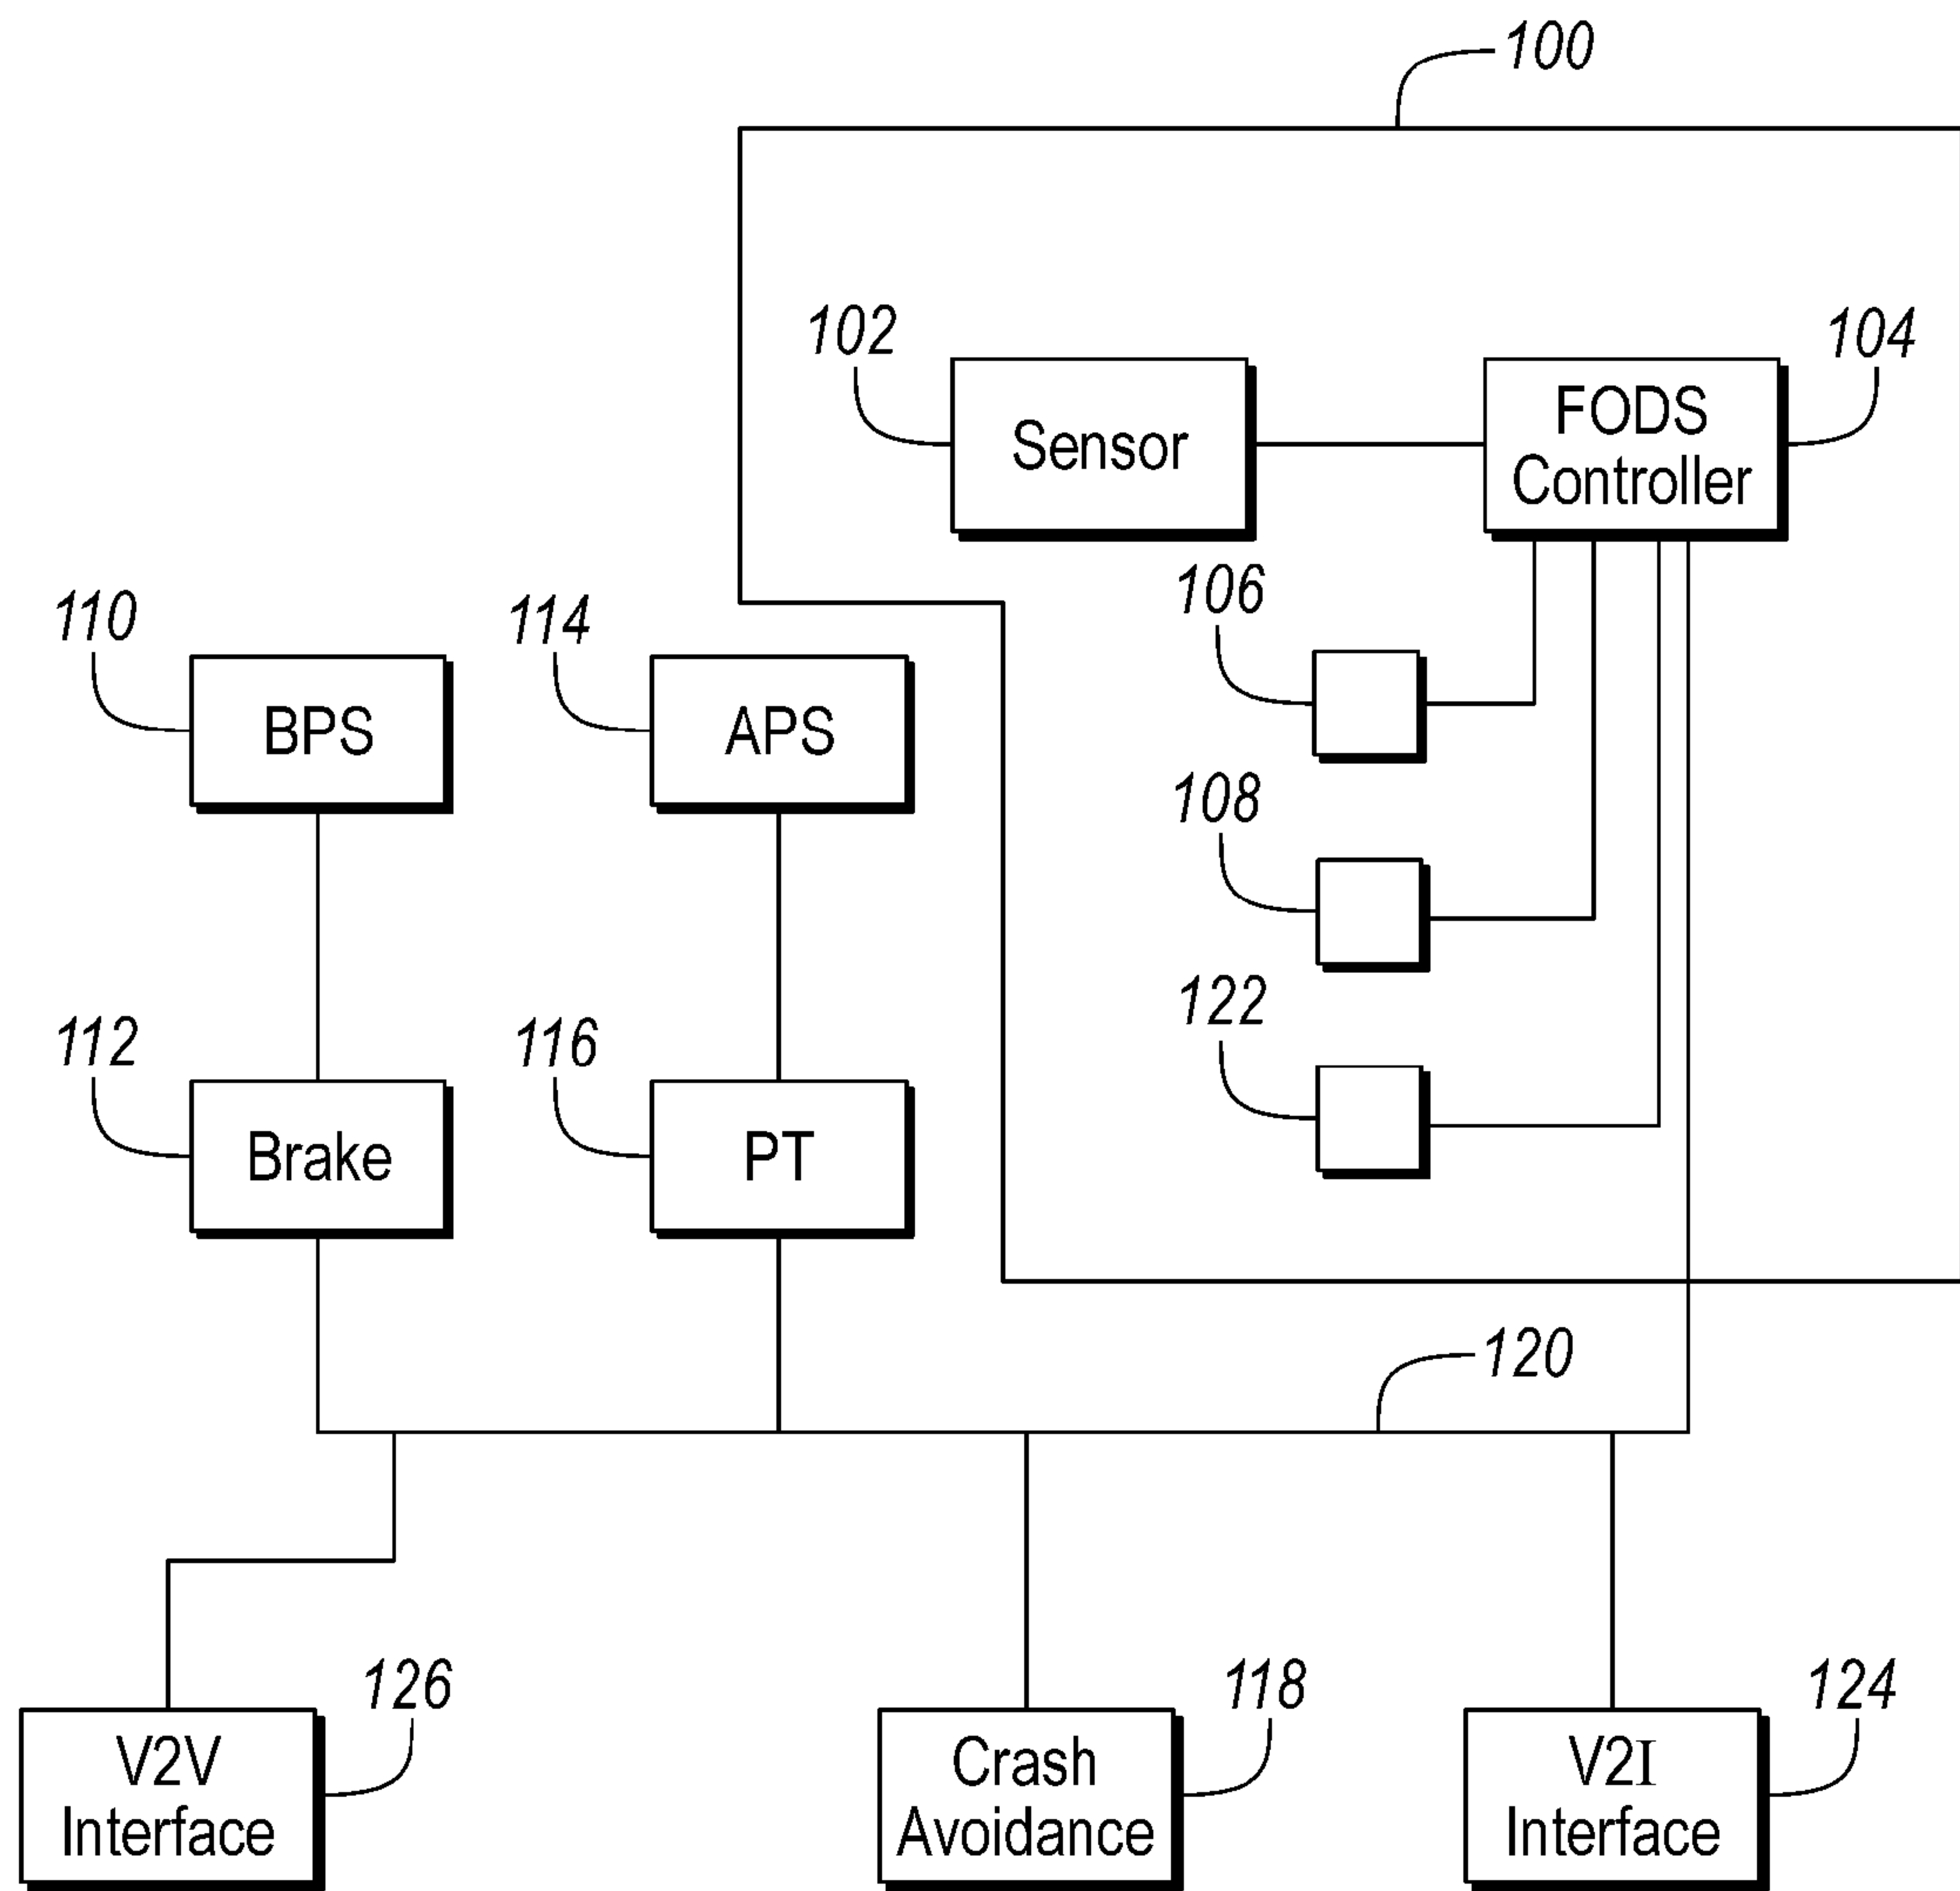 100
102
104
Sensor
FODS
Controller
106
110
114
BPS
APS
108
122
112
116
Brake
PT
120
126
118
124
V2V
Interface
Crash
Avoidance
V2I
Interface